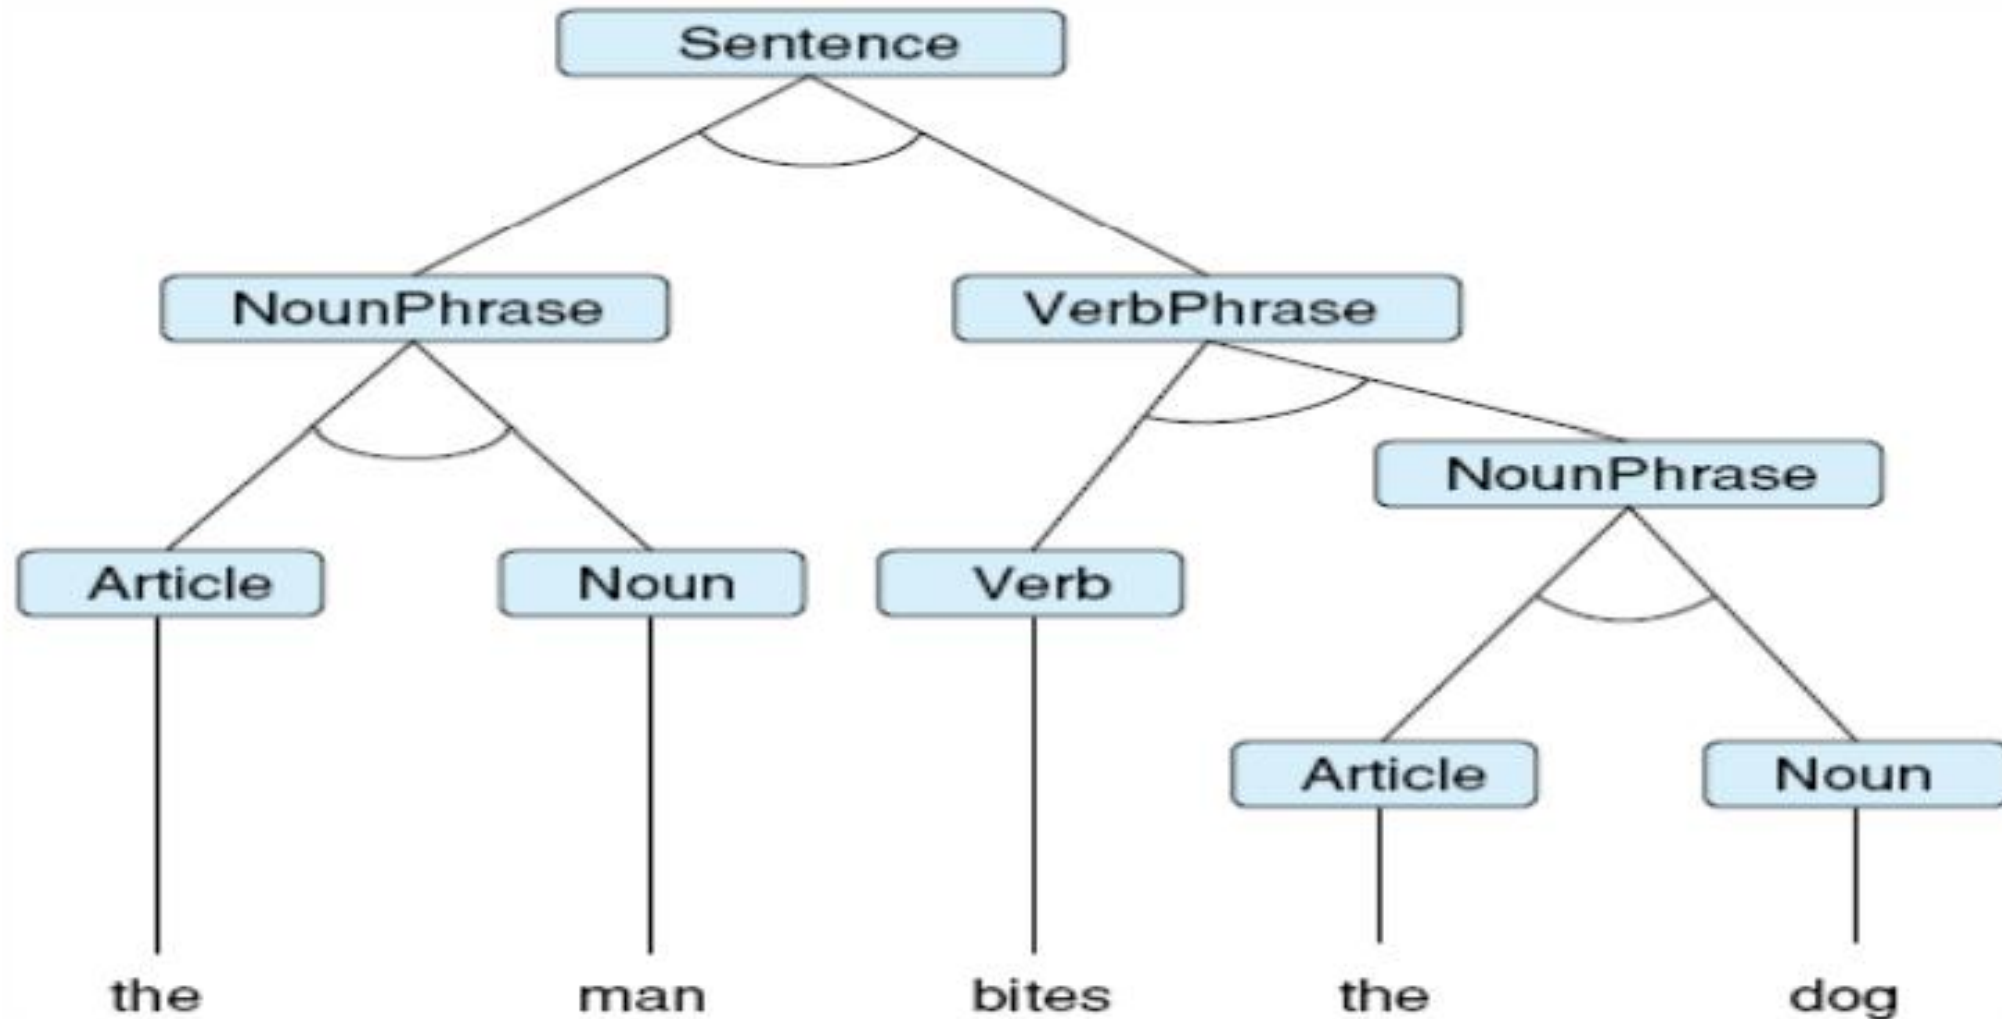 Sentence
NounPhrase VerbPhrase
NounPhrase
Article Noun Verb
Article Noun
the man bites the dog